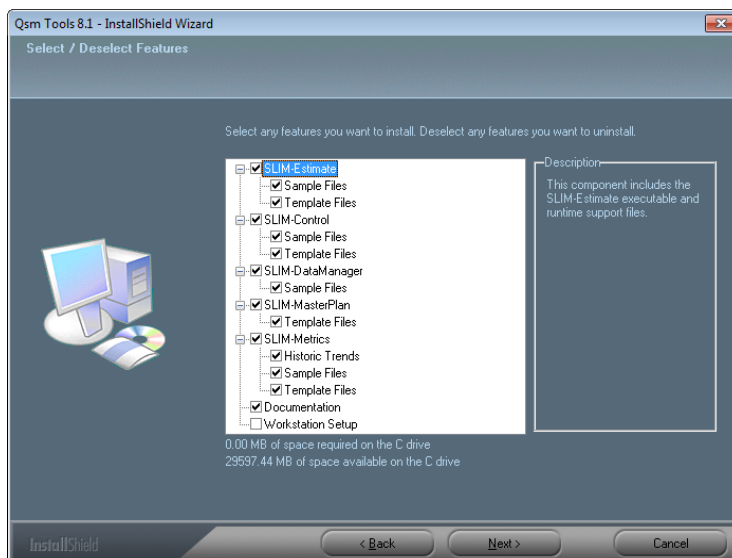 Qsm Tools 8.1 - InstallShield Wizard
Select / Deselect Features
Select any features you want to install. Deselect any features you want to uninstall.
SLIM-Estimate
Sample Files
Template Files
SLIM-Control
Sample Files
Template Files
SLIM-DataManager
Sample Files
SLIM-MasterPlan
Template Files
SLIM-Metrics
Historic Trends
Sample Files
Template Files
Documentation
Workstation Setup
Description
This component includes the
SLIM-Estimate executable and
runtime support files.
0.00 MB of space required on the C drive
29597.44 MB of space available on the C drive
InstallShield
< Back
Next >
Cancel